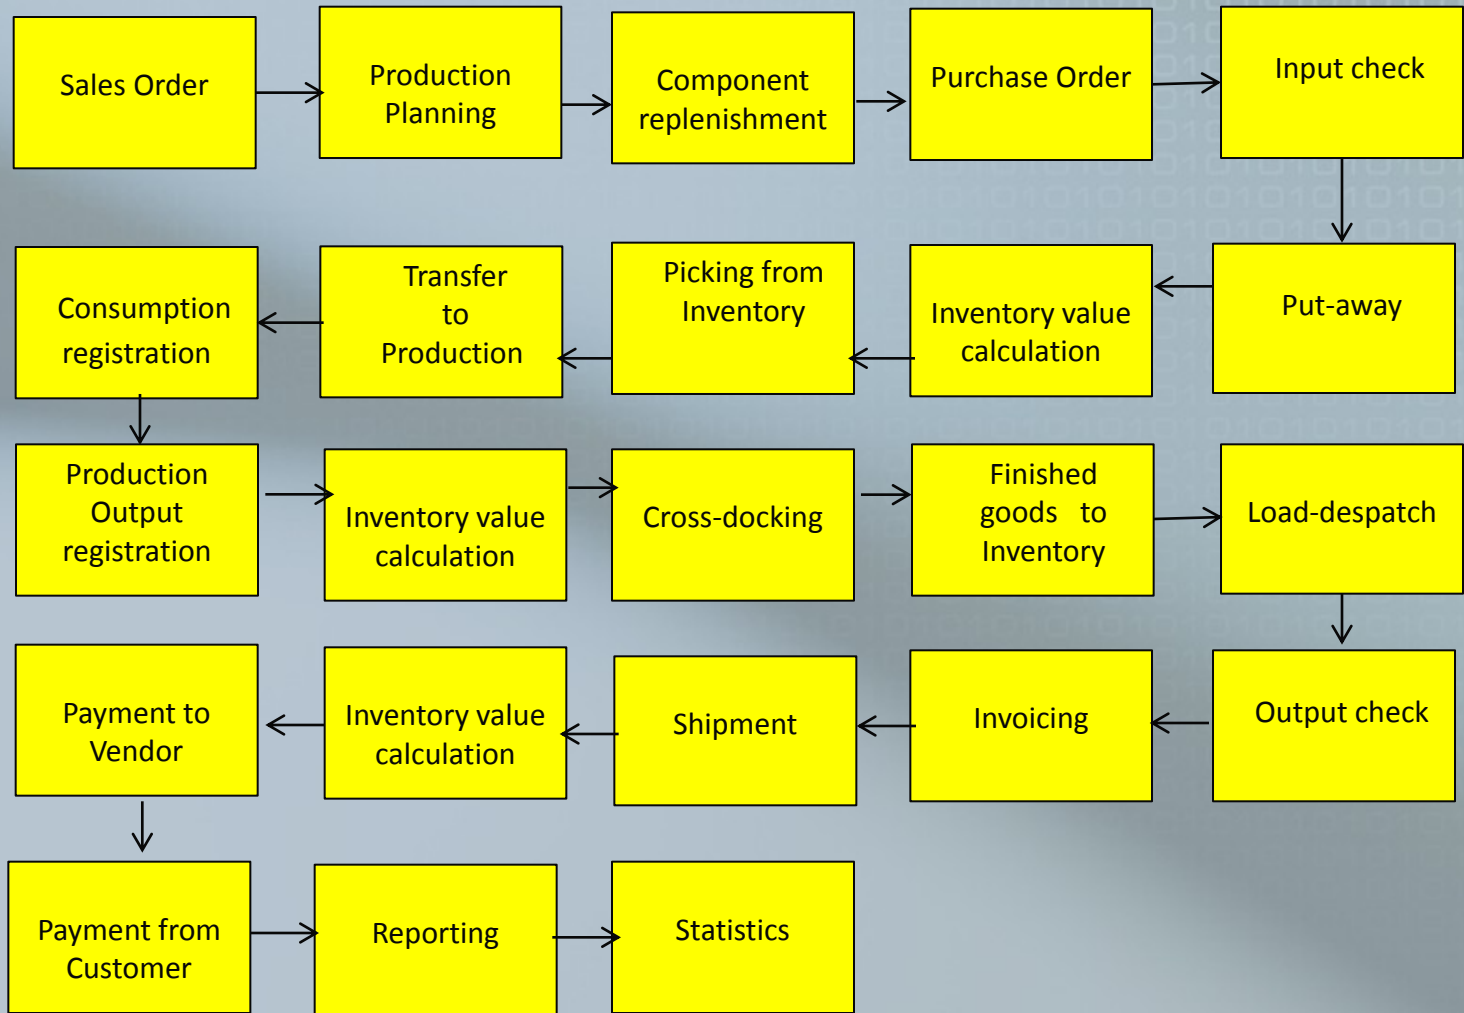 Sales Order
Production
Planning
Component
replenishment
Purchase Order
Input check
Consumption
registration
Transfer
to
Production
Picking from
Inventory
Inventory value
calculation
Put-away
Production
Output
registration
Inventory value
calculation
Cross-docking
Finished
goods to
Inventory
Load-despatch
Payment to
Vendor
Inventory value
calculation
Shipment
Invoicing
Output check
Payment from
Customer
Reporting
Statistics